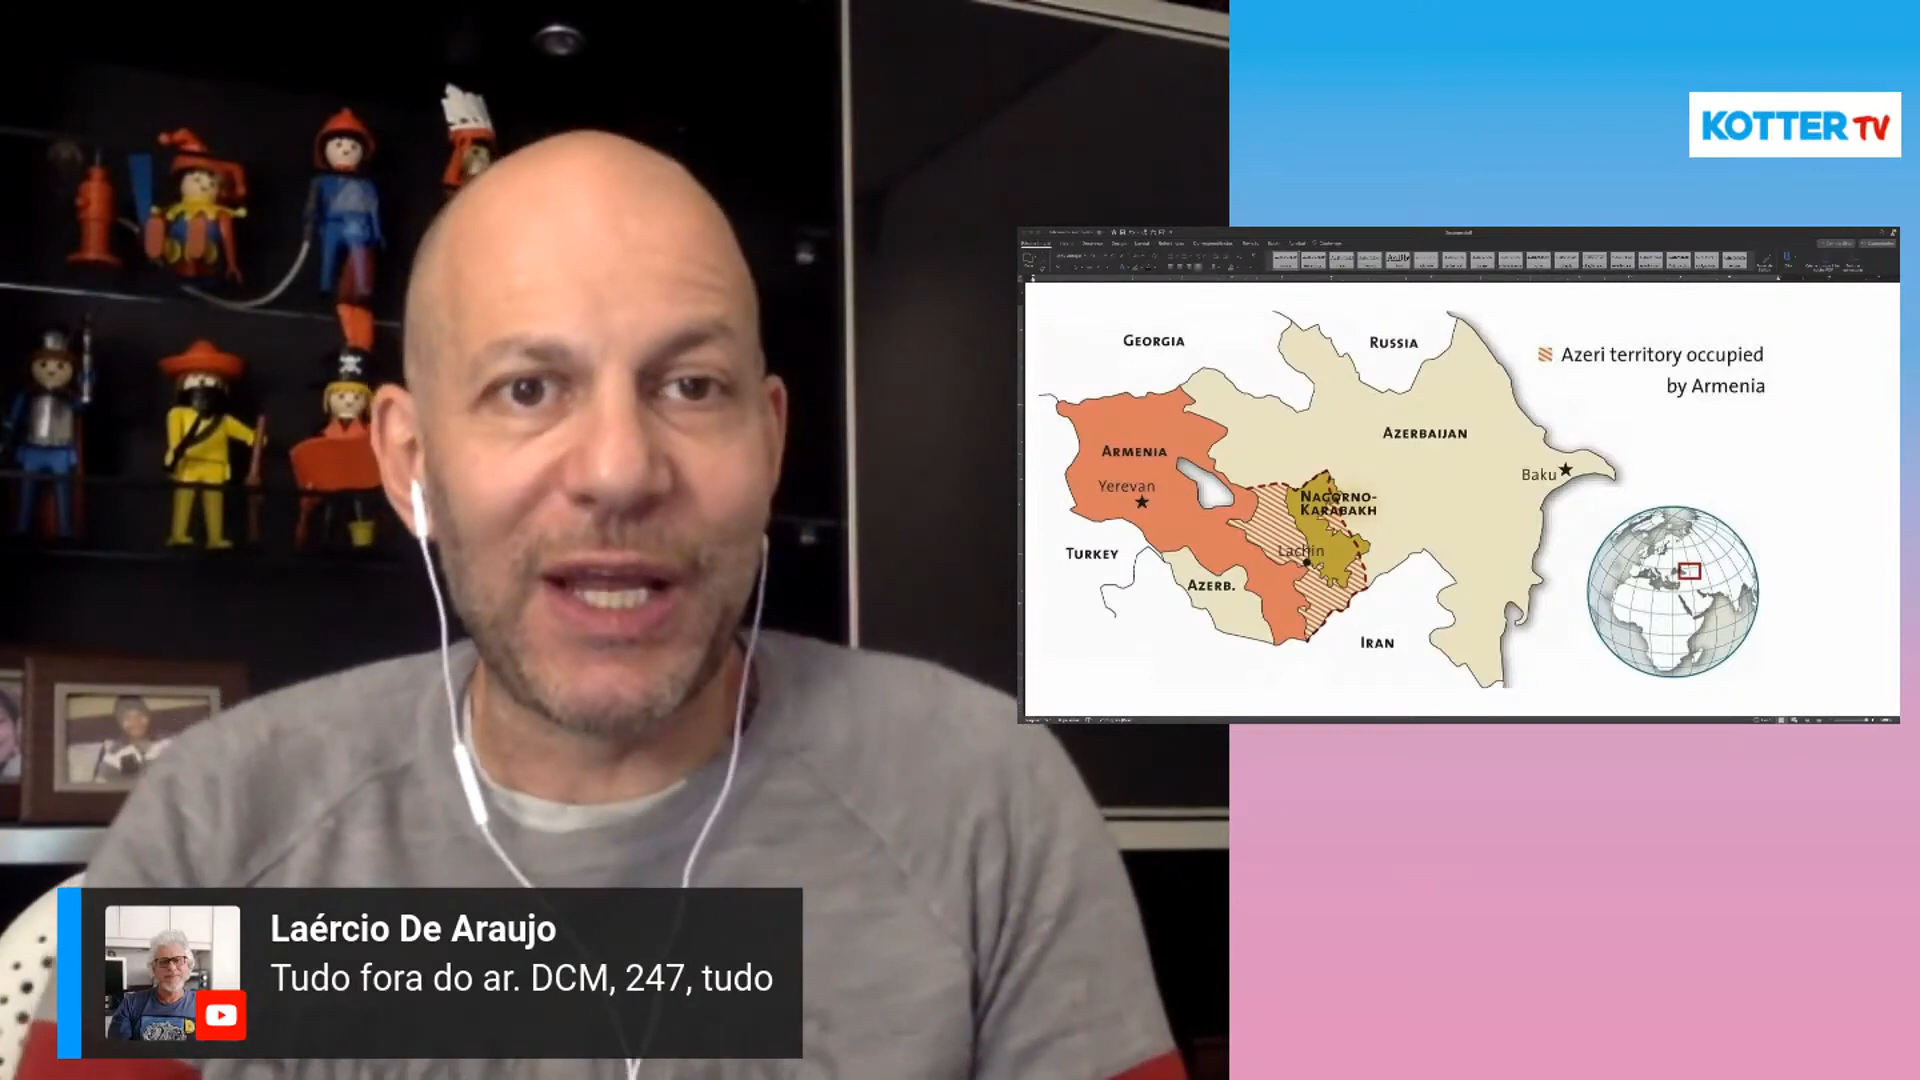 KOTTER TV
GEORGIA
RUSSIA
Azeri territory occupied
by Armenia
AZERBAIJAN
ARMENIA
Baku
Yerevan
NAGORNO-
KARABAKH
Lachin
TURKEY
AZERB.
IRAN
Laércio De Araujo
Tudo fora do ar. DCM, 247, tudo